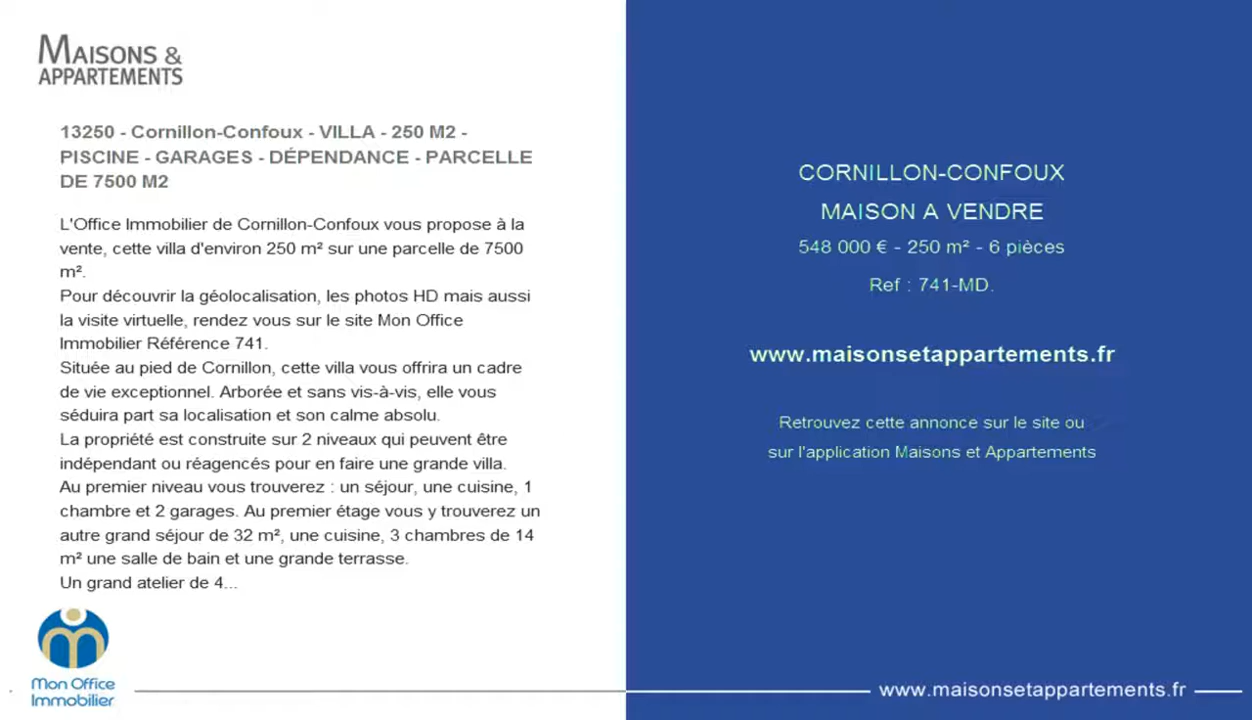 MAISONS &
APPARTEMENTS
13250 - Cornillon-Confoux - VILLA - 250 M2 -
PISCINE - GARAGES - DÉPENDANCE - PARCELLE
DE 7500 M2
L'Office Immobilier de Cornillon-Confoux vous propose à la
vente, cette villa d'environ 250 m² sur une parcelle de 7500
m².
Pour découvrir la géolocalisation, les photos HD mais aussi
la visite virtuelle, rendez vous sur le site Mon Office
Immobilier Référence 741.
Située au pied de Cornillon, cette villa vous offrira un cadre
de vie exceptionnel. Arborée et sans vis-à-vis, elle vous
séduira part sa localisation et son calme absolu.
La propriété est construite sur 2 niveaux qui peuvent être
indépendant ou réagencés pour en faire une grande villa.
Au premier niveau vous trouverez : un séjour, une cuisine, 1
chambre et 2 garages. Au premier étage vous y trouverez un
autre grand séjour de 32 m², une cuisine, 3 chambres de 14
m² une salle de bain et une grande terrasse.
Un grand atelier de 4...
Mon Office
Immobilier
CORNILLON-CONFOUX
MAISON A VENDRE
548 000 € - 250 m² - 6 pièces
Ref : 741-MD.
www.maisonsetappartements.fr
Retrouvez cette annonce sur le site ou
sur l'application Maisons et Appartements
www.maisonsetappartements.fr